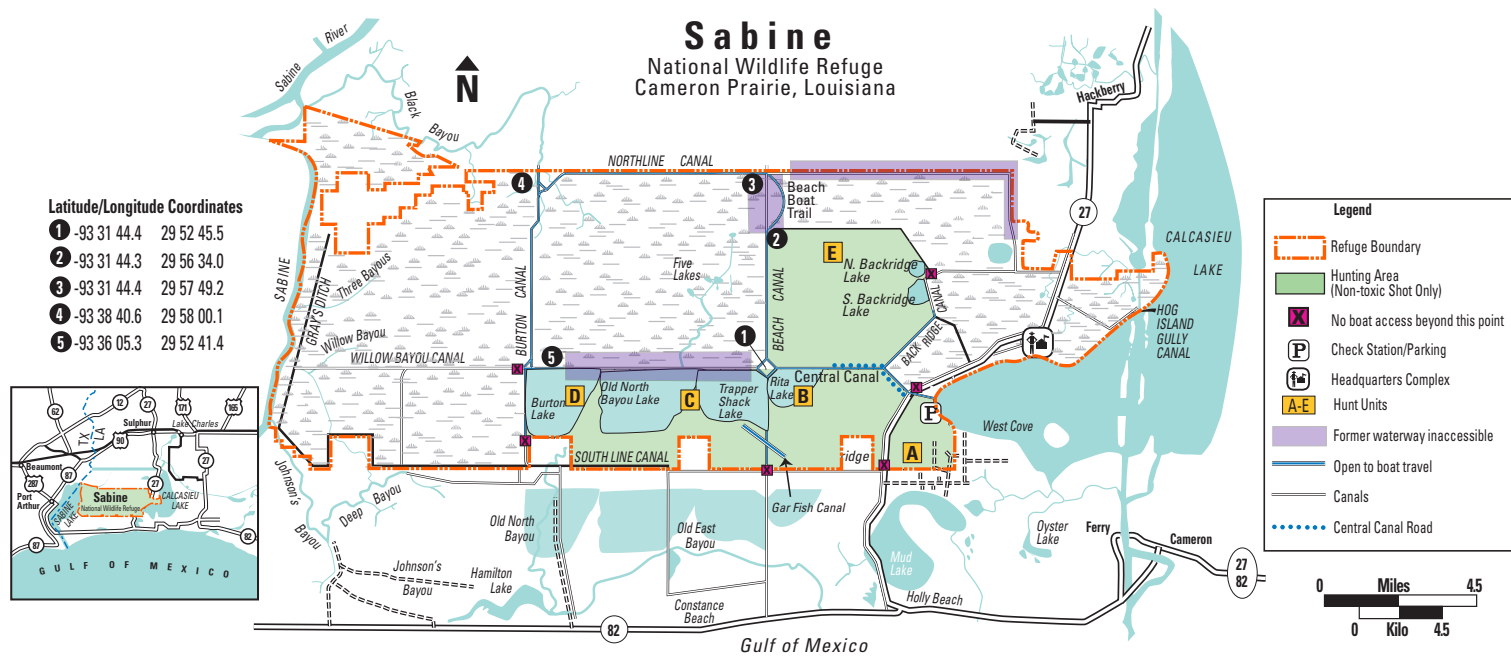 Sabine
National Wildlife Refuge
Cameron Prairie, Louisiana
N
Sabine
River
Black
Bayou
Hackberry
NORTHLINE CANAL
4
3
Beach
Boat
Trail
2
27
Latitude/Longitude Coordinates
1 -93 31 44.4 29 52 45.5
2 -93 31 44.3 29 56 34.0
3 -93 31 44.4 29 57 49.2
4 -93 38 40.6 29 58 00.1
5 -93 36 05.3 29 52 41.4
SABINE
GRAY'S DITCH
Three Bayous
Willow Bayou
WILLOW BAYOU CANAL
BURTON CANAL
Five
Lakes
BEACH CANAL
E
N. Backridge
Lake
S. Backridge
Lake
BACK RIDGE CANAL
CALCASIEU
LAKE
HOG
ISLAND
GULLY
CANAL
1
5
Central Canal
D
Burton
Lake
Old North
Bayou Lake
C
Trapper
Shack
Lake
Rita
Lake
B
P
West Cove
A
SOUTH LINE CANAL
ridge
Johnson's
Bayou
Deep Bayou
Gar Fish Canal
Old North
Bayou
Old East
Bayou
Oyster
Lake
Ferry
Cameron
Mud
Lake
Johnson's
Bayou
Hamilton
Lake
Constance
Beach
Holly Beach
27
82
82
Gulf of Mexico
62
12
27
171
165
Sulphur
Lake Charles
TX
LA
90
Beaumont
287
87
27
Port
Arthur
Sabine
National Wildlife Refuge
27
CALCASIEU
LAKE
SABINE
LAKE
87
82
GULF OF MEXICO
Legend
Refuge Boundary
Hunting Area
(Non-toxic Shot Only)
X No boat access beyond this point
P Check Station/Parking
Headquarters Complex
A-E Hunt Units
Former waterway inaccessible
Open to boat travel
Canals
Central Canal Road
0 Miles 4.5
0 Kilo 4.5